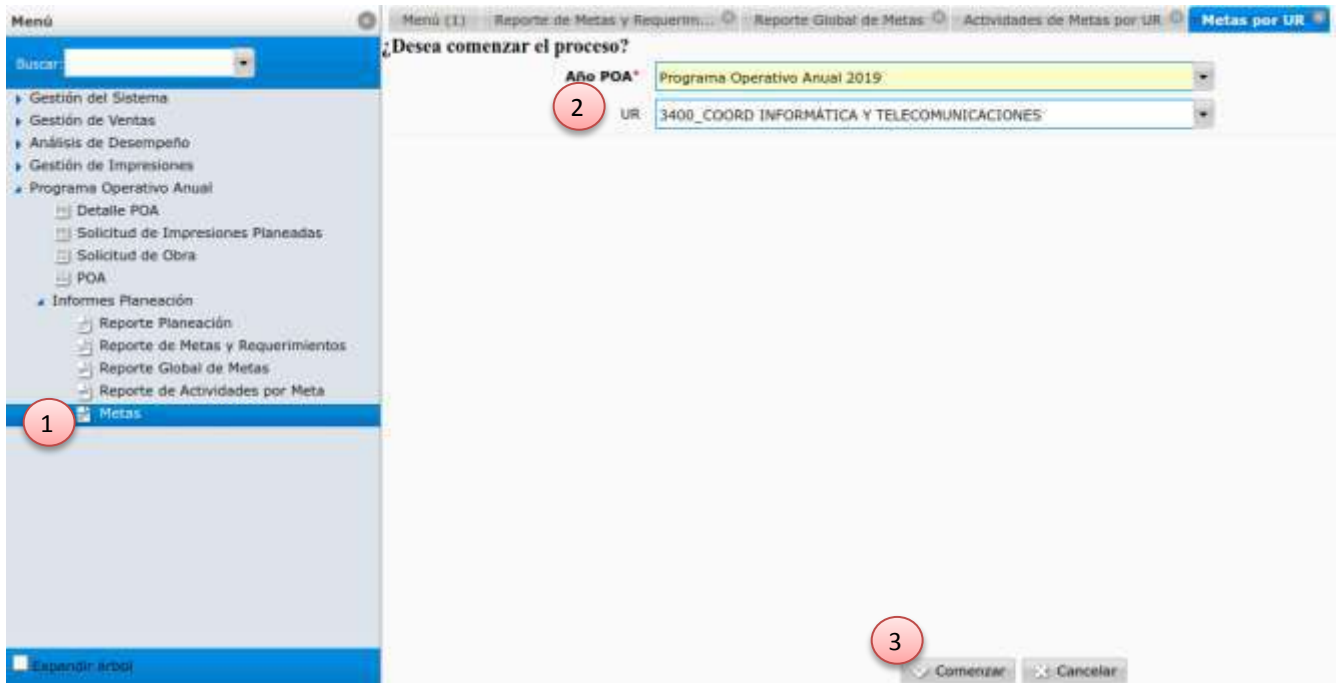 Menú
Buscar:
Gestión del Sistema
Gestión de Ventas
Análisis de Desempeño
Gestión de Impresiones
Programa Operativo Anual
Detalle POA
Solicitud de Impresiones Planeadas
Solicitud de Obra
POA
Informes Planeación
Reporte Planeación
Reporte de Metas y Requerimientos
Reporte Global de Metas
Reporte de Actividades por Meta
1 Metas
Expandir árbol
Menú (1) Reporte de Metas y Requerim... Reporte Global de Metas Actividades de Metas por UR Metas por UR
¿Desea comenzar el proceso?
Año POA* Programa Operativo Anual 2019
2 UR 3400_COORD INFORMÁTICA Y TELECOMUNICACIONES
3
Comenzar Cancelar